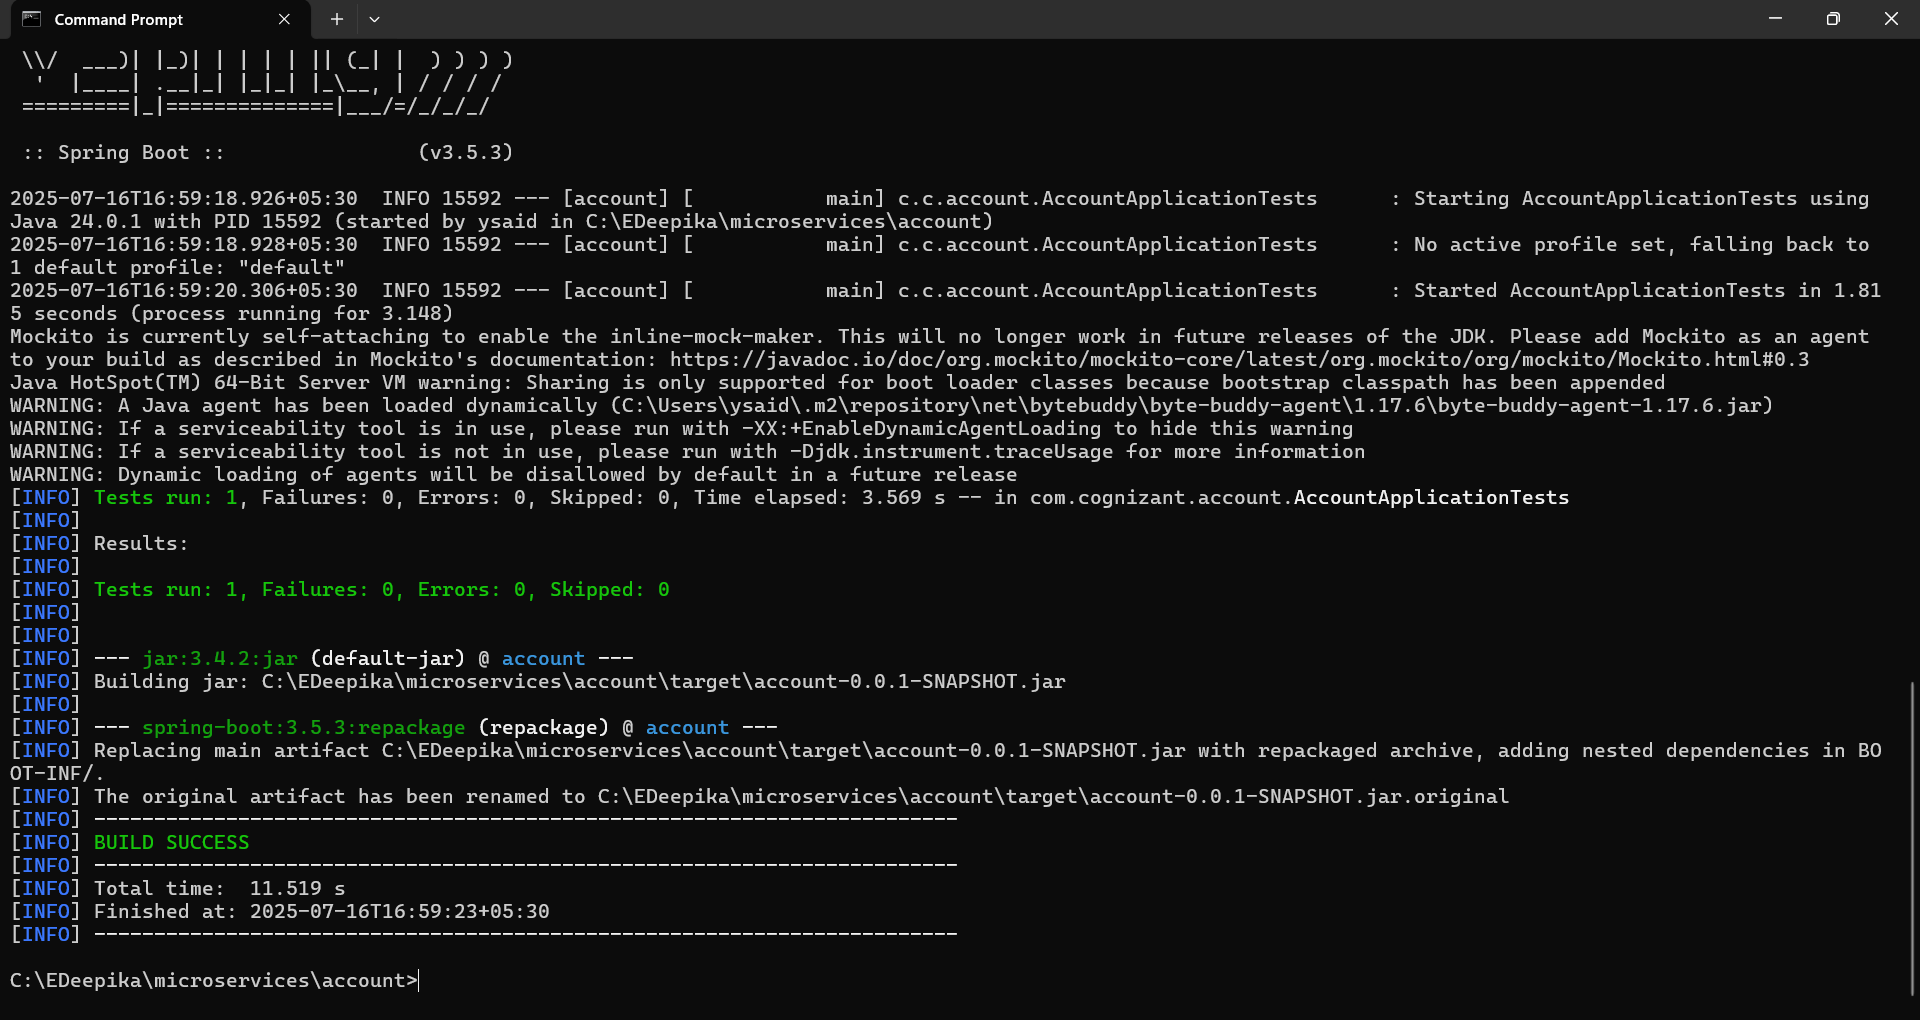 Command Prompt
 \\/  ___)| |_)| | | | | || (_| |  ) ) ) )
  '  |____| .__|_| |_|_| |_\__, | / / / /
 =========|_|==============|___/=/_/_/_/
 :: Spring Boot ::                (v3.5.3)
2025-07-16T16:59:18.926+05:30  INFO 15592 --- [account] [           main] c.c.account.AccountApplicationTests      : Starting AccountApplicationTests using
Java 24.0.1 with PID 15592 (started by ysaid in C:\EDeepika\microservices\account)
2025-07-16T16:59:18.928+05:30  INFO 15592 --- [account] [           main] c.c.account.AccountApplicationTests      : No active profile set, falling back to
1 default profile: "default"
2025-07-16T16:59:20.306+05:30  INFO 15592 --- [account] [           main] c.c.account.AccountApplicationTests      : Started AccountApplicationTests in 1.81
5 seconds (process running for 3.148)
Mockito is currently self-attaching to enable the inline-mock-maker. This will no longer work in future releases of the JDK. Please add Mockito as an agent
to your build as described in Mockito's documentation: https://javadoc.io/doc/org.mockito/mockito-core/latest/org.mockito/org/mockito/Mockito.html#0.3
Java HotSpot(TM) 64-Bit Server VM warning: Sharing is only supported for boot loader classes because bootstrap classpath has been appended
WARNING: A Java agent has been loaded dynamically (C:\Users\ysaid\.m2\repository\net\bytebuddy\byte-buddy-agent\1.17.6\byte-buddy-agent-1.17.6.jar)
WARNING: If a serviceability tool is in use, please run with -XX:+EnableDynamicAgentLoading to hide this warning
WARNING: If a serviceability tool is not in use, please run with -Djdk.instrument.traceUsage for more information
WARNING: Dynamic loading of agents will be disallowed by default in a future release
[INFO] Tests run: 1, Failures: 0, Errors: 0, Skipped: 0, Time elapsed: 3.569 s -- in com.cognizant.account.AccountApplicationTests
[INFO]
[INFO] Results:
[INFO]
[INFO] Tests run: 1, Failures: 0, Errors: 0, Skipped: 0
[INFO]
[INFO]
[INFO] --- jar:3.4.2:jar (default-jar) @ account ---
[INFO] Building jar: C:\EDeepika\microservices\account\target\account-0.0.1-SNAPSHOT.jar
[INFO]
[INFO] --- spring-boot:3.5.3:repackage (repackage) @ account ---
[INFO] Replacing main artifact C:\EDeepika\microservices\account\target\account-0.0.1-SNAPSHOT.jar with repackaged archive, adding nested dependencies in BO
OT-INF/.
[INFO] The original artifact has been renamed to C:\EDeepika\microservices\account\target\account-0.0.1-SNAPSHOT.jar.original
[INFO] ------------------------------------------------------------------------
[INFO] BUILD SUCCESS
[INFO] ------------------------------------------------------------------------
[INFO] Total time:  11.519 s
[INFO] Finished at: 2025-07-16T16:59:23+05:30
[INFO] ------------------------------------------------------------------------
C:\EDeepika\microservices\account>